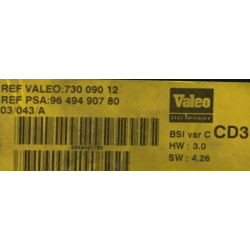 REF VALEO:730 090 12
REF PSA:96 494 907 80
03/043/A
Valeo
BSI var C CD3
HW : 3.0
SW : 4.26